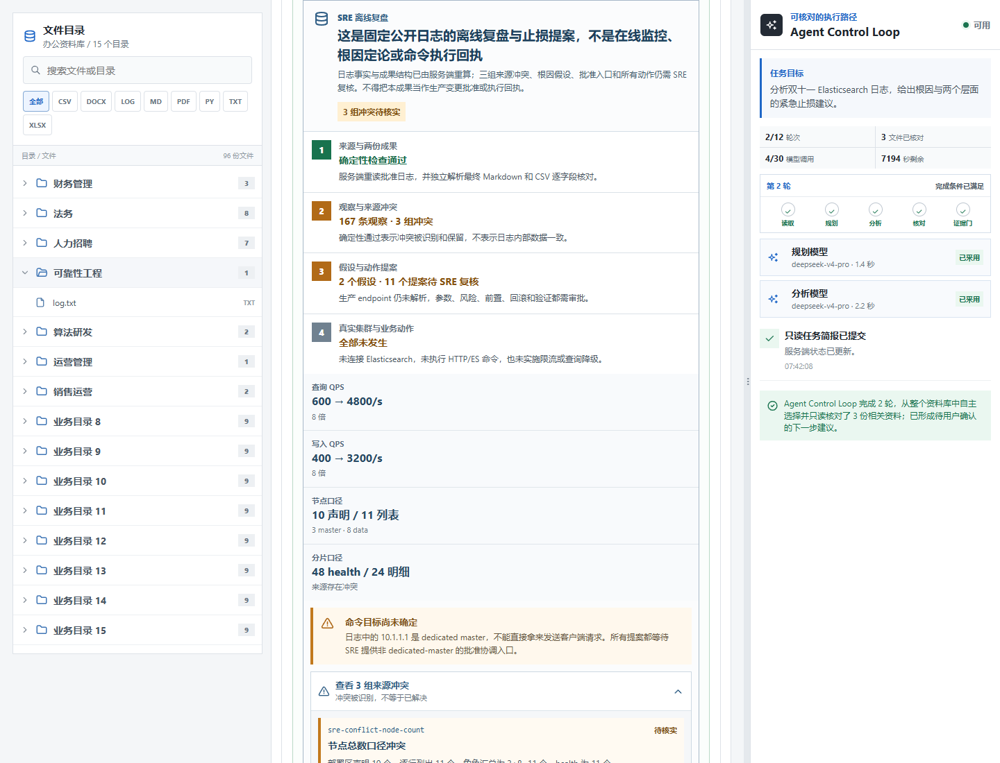 文件目录
办公资料库 / 15 个目录
搜索文件或目录
全部
CSV
DOCX
LOG
MD
PDF
PY
TXT
XLSX
目录 / 文件
96 份文件
财务管理
3
法务
8
人力招聘
7
可靠性工程
1
log.txt
TXT
算法研发
2
运营管理
1
销售运营
2
业务目录 8
9
业务目录 9
9
业务目录 10
9
业务目录 11
9
业务目录 12
9
业务目录 13
9
业务目录 14
9
业务目录 15
9
SRE 离线复盘
这是固定公开日志的离线复盘与止损提案，不是在线监控、
根因定论或命令执行回执
日志事实与成果结构已由服务端重算；三组来源冲突、根因假设、批准入口和所有动作仍需 SRE
复核。不得把本成果当作生产变更批准或执行回执。
3 组冲突待核实
1
来源与两份成果
确定性检查通过
服务端重读批准日志，并独立解析最终 Markdown 和 CSV 逐字段核对。
2
观察与来源冲突
167 条观察 · 3 组冲突
确定性通过表示冲突被识别和保留，不表示日志内部数据一致。
3
假设与动作提案
2 个假设 · 11 个提案待 SRE 复核
生产 endpoint 仍未解析，参数、风险、前置、回滚和验证都需审批。
4
真实集群与业务动作
全部未发生
未连接 Elasticsearch，未执行 HTTP/ES 命令，也未实施限流或查询降级。
查询 QPS
600 → 4800/s
8 倍
写入 QPS
400 → 3200/s
8 倍
节点口径
10 声明 / 11 列表
3 master · 8 data
分片口径
48 health / 24 明细
来源存在冲突
命令目标尚未确定
日志中的 10.1.1.1 是 dedicated master，不能直接拿来发送客户端请求。所有提案都等待
SRE 提供非 dedicated-master 的批准协调入口。
查看 3 组来源冲突
冲突被识别，不等于已解决
sre-conflict-node-count
待核实
节点总数口径冲突
部署区声明 10 个，逐行列出 11 个，角色汇总为 3+8=11 个，health 为 11 个。
可核对的执行路径
Agent Control Loop
可用
任务目标
分析双十一 Elasticsearch 日志，给出根因与两个层面
的紧急止损建议。
2/12 轮次
3 文件已核对
4/30 模型调用
7194 秒剩余
第 2 轮
完成条件已满足
读取
规划
分析
核对
证据门
规划模型
deepseek-v4-pro · 1.4 秒
已采用
分析模型
deepseek-v4-pro · 2.2 秒
已采用
只读任务简报已提交
服务端状态已更新。
07:42:08
Agent Control Loop 完成 2 轮，从整个资料库中自主
选择并只读核对了 3 份相关资料；已形成待用户确认
的下一步建议。